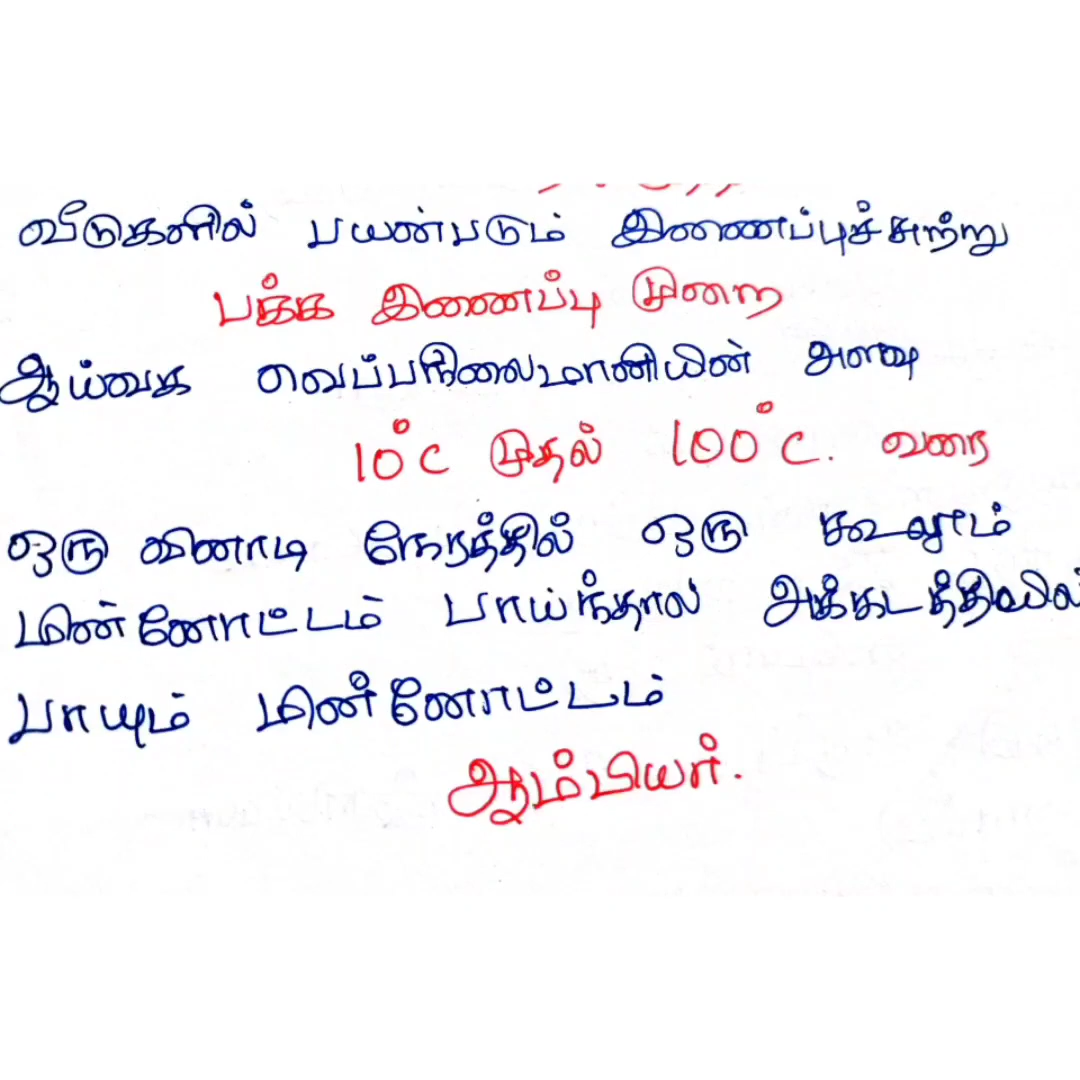 வீடுகளில் பயன்படும் இணைப்புச்சுற்று
பக்க இணைப்பு முறை
ஆய்வக வெப்பநிலைமானியின் அளவு
10°C முதல் 100°C. வரை
ஒரு வினாடி நேரத்தில் ஒரு கூலூம்
மின்னோட்டம் பாய்ந்தால் அக்கடத்தியில்
பாயும் மின்னோட்டம்
ஆம்பியர்.